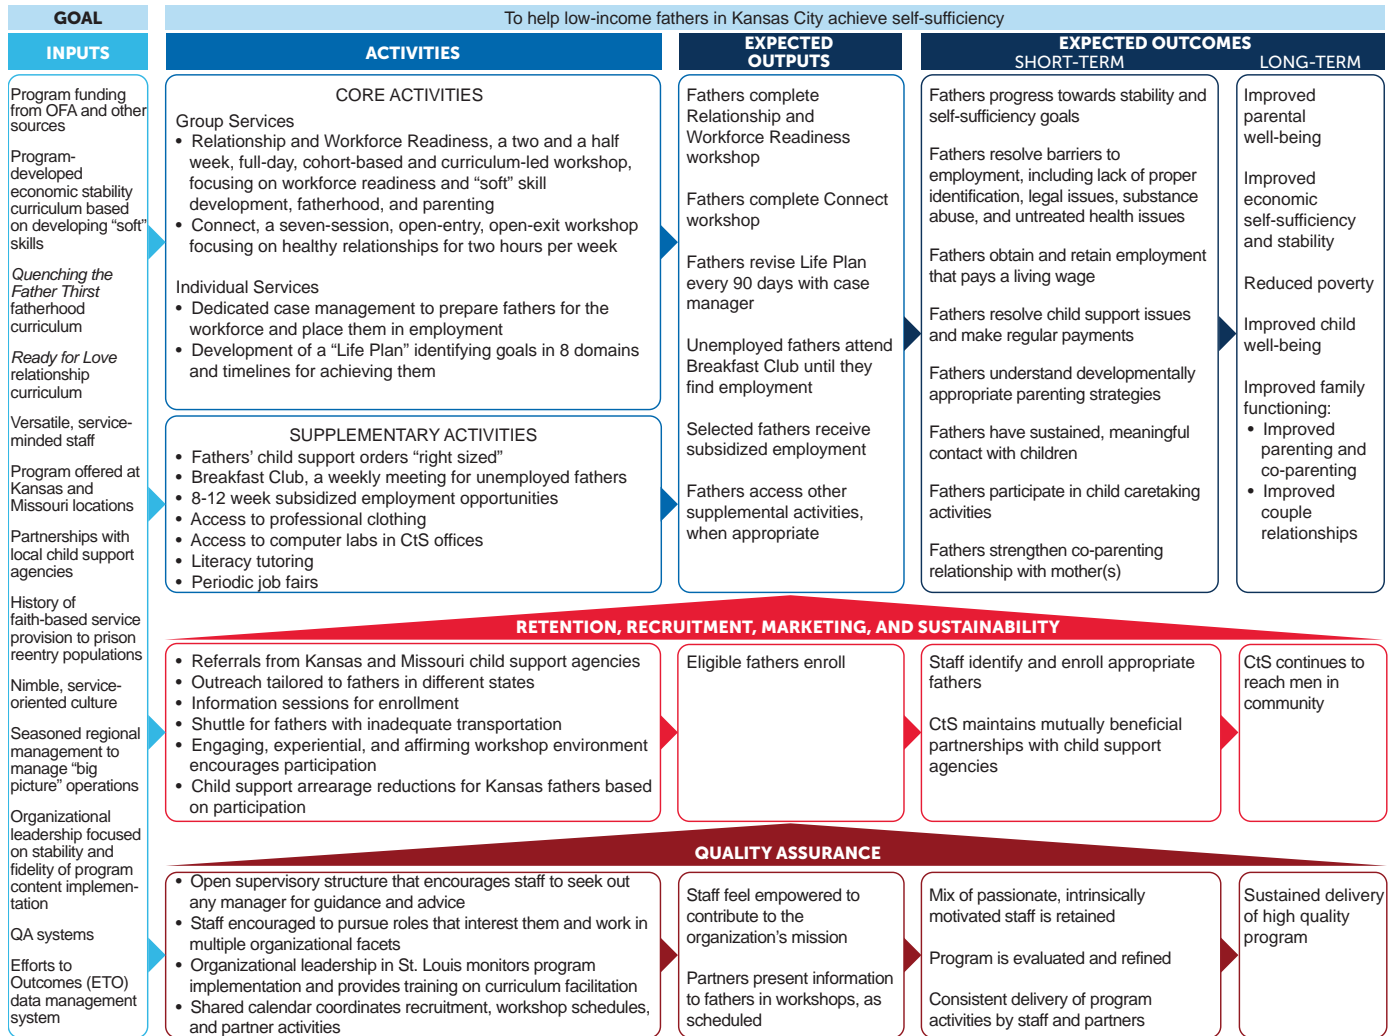 GOAL
To help low-income fathers in Kansas City achieve self-sufficiency
INPUTS
ACTIVITIES
EXPECTED
OUTPUTS
EXPECTED OUTCOMES
SHORT-TERM
LONG-TERM
Program funding
from OFA and other
sources
Program-
developed
economic stability
curriculum based
on developing “soft”
skills
Quenching the
Father Thirst
fatherhood
curriculum
Ready for Love
relationship
curriculum
Versatile, service-
minded staff
Program offered at
Kansas and
Missouri locations
Partnerships with
local child support
agencies
History of
faith-based service
provision to prison
reentry populations
Nimble, service-
oriented culture
Seasoned regional
management to
manage “big
picture” operations
Organizational
leadership focused
on stability and
fidelity of program
content implemen-
tation
QA systems
Efforts to
Outcomes (ETO)
data management
system
CORE ACTIVITIES
Group Services
• Relationship and Workforce Readiness, a two and a half
week, full-day, cohort-based and curriculum-led workshop,
focusing on workforce readiness and “soft” skill
development, fatherhood, and parenting
• Connect, a seven-session, open-entry, open-exit workshop
focusing on healthy relationships for two hours per week
Individual Services
• Dedicated case management to prepare fathers for the
workforce and place them in employment
• Development of a “Life Plan” identifying goals in 8 domains
and timelines for achieving them
SUPPLEMENTARY ACTIVITIES
• Fathers’ child support orders “right sized”
• Breakfast Club, a weekly meeting for unemployed fathers
• 8-12 week subsidized employment opportunities
• Access to professional clothing
• Access to computer labs in CtS offices
• Literacy tutoring
• Periodic job fairs
Fathers complete
Relationship and
Workforce Readiness
workshop
Fathers complete Connect
workshop
Fathers revise Life Plan
every 90 days with case
manager
Unemployed fathers attend
Breakfast Club until they
find employment
Selected fathers receive
subsidized employment
Fathers access other
supplemental activities,
when appropriate
Fathers progress towards stability and
self-sufficiency goals
Fathers resolve barriers to
employment, including lack of proper
identification, legal issues, substance
abuse, and untreated health issues
Fathers obtain and retain employment
that pays a living wage
Fathers resolve child support issues
and make regular payments
Fathers understand developmentally
appropriate parenting strategies
Fathers have sustained, meaningful
contact with children
Fathers participate in child caretaking
activities
Fathers strengthen co-parenting
relationship with mother(s)
Improved
parental
well-being
Improved
economic
self-sufficiency
and stability
Reduced poverty
Improved child
well-being
Improved family
functioning:
• Improved
parenting and
co-parenting
• Improved
couple
relationships
RETENTION, RECRUITMENT, MARKETING, AND SUSTAINABILITY
• Referrals from Kansas and Missouri child support agencies
• Outreach tailored to fathers in different states
• Information sessions for enrollment
• Shuttle for fathers with inadequate transportation
• Engaging, experiential, and affirming workshop environment
encourages participation
• Child support arrearage reductions for Kansas fathers based
on participation
Eligible fathers enroll
Staff identify and enroll appropriate
fathers
CtS maintains mutually beneficial
partnerships with child support
agencies
CtS continues to
reach men in
community
QUALITY ASSURANCE
• Open supervisory structure that encourages staff to seek out
any manager for guidance and advice
• Staff encouraged to pursue roles that interest them and work in
multiple organizational facets
• Organizational leadership in St. Louis monitors program
implementation and provides training on curriculum facilitation
• Shared calendar coordinates recruitment, workshop schedules,
and partner activities
Staff feel empowered to
contribute to the
organization’s mission
Partners present information
to fathers in workshops, as
scheduled
Mix of passionate, intrinsically
motivated staff is retained
Program is evaluated and refined
Consistent delivery of program
activities by staff and partners
Sustained delivery
of high quality
program